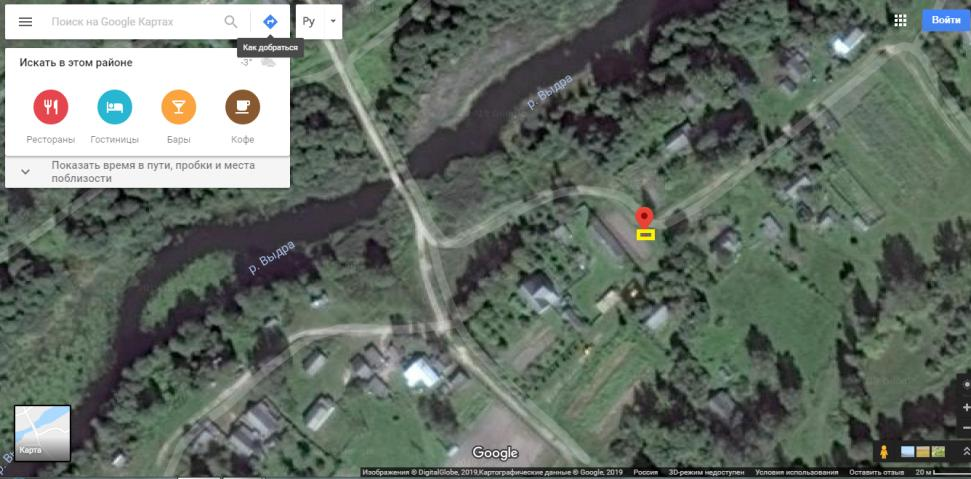 Поиск на Google Картах
Ру
Войти
Как добраться
Искать в этом районе
-3°
Рестораны
Гостиницы
Бары
Кофе
Показать время в пути, пробки и места
поблизости
р. Выдра
р. Выдра
Карта
Google
Изображения © DigitalGlobe, 2019,Картографические данные © Google, 2019 Россия 3D-режим недоступен Условия использования Оставить отзыв 20 м